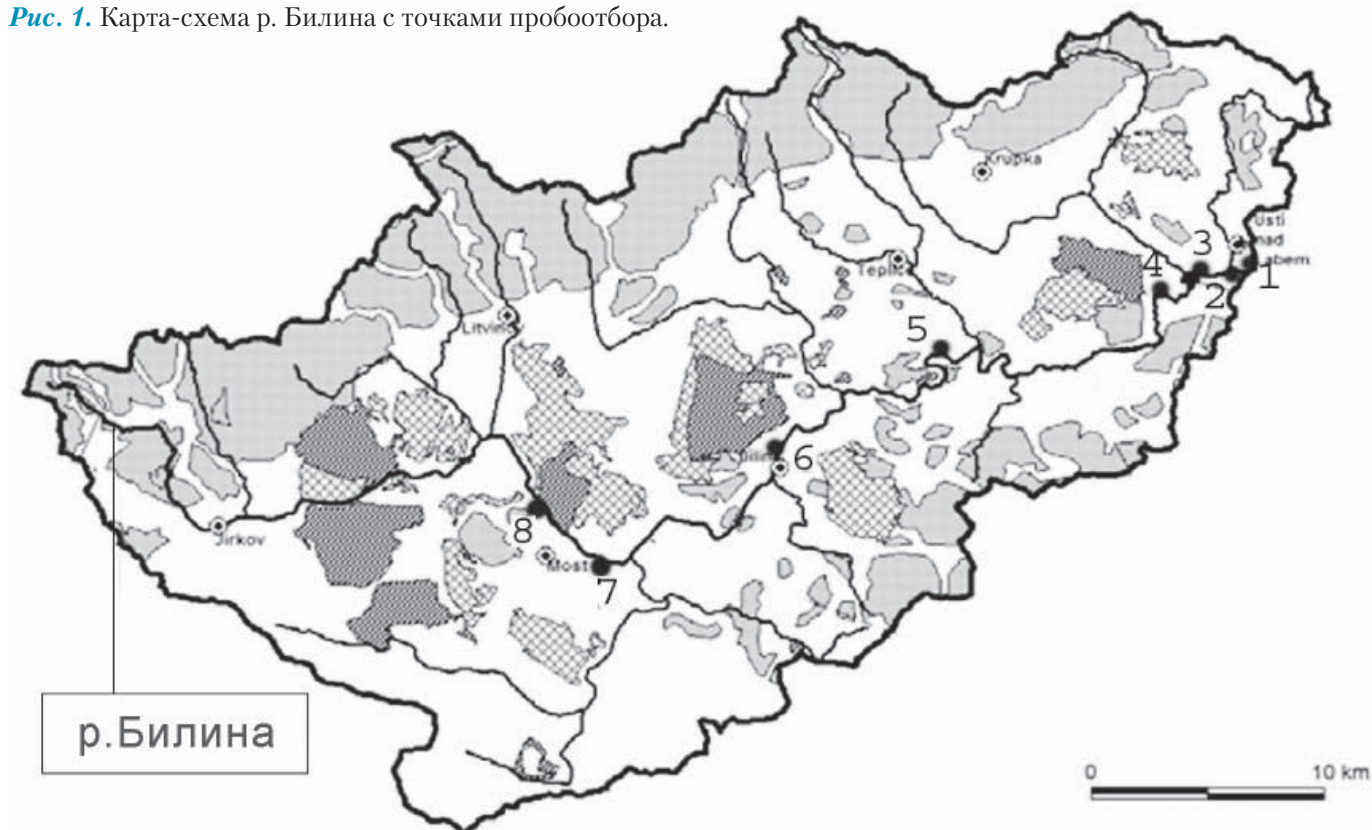 Рис. 1. Карта-схема р. Билина с точками пробоотбора.
Krupka
Usti
nad
Labem
3
4
1
2
Teplice
5
Litvinov
6
8
Jirkov
Most
7
р.Билина
0 10 km